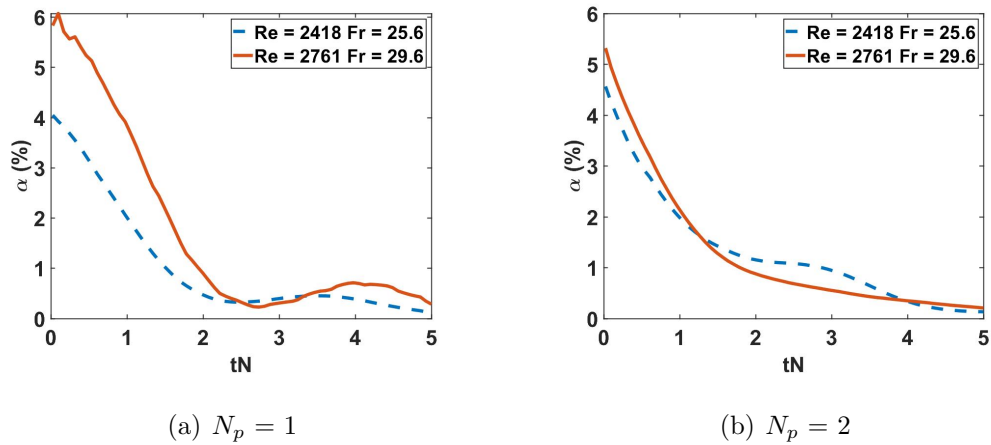 Re = 2418 Fr = 25.6
Re = 2761 Fr = 29.6
6
5
4
3
2
1
0
α (%)
0 1 2 3 4 5
tN
(a) Np = 1
Re = 2418 Fr = 25.6
Re = 2761 Fr = 29.6
6
5
4
3
2
1
0
α (%)
0 1 2 3 4 5
tN
(b) Np = 2